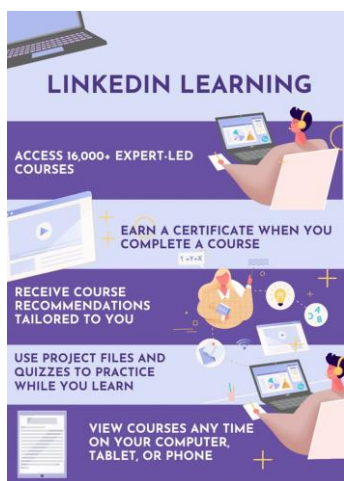 LINKEDIN LEARNING
ACCESS 16,000+ EXPERT-LED
COURSES
EARN A CERTIFICATE WHEN YOU
COMPLETE A COURSE
RECEIVE COURSE
RECOMMENDATIONS
TAILORED TO YOU
USE PROJECT FILES AND
QUIZZES TO PRACTICE
WHILE YOU LEARN
VIEW COURSES ANY TIME
ON YOUR COMPUTER,
TABLET, OR PHONE